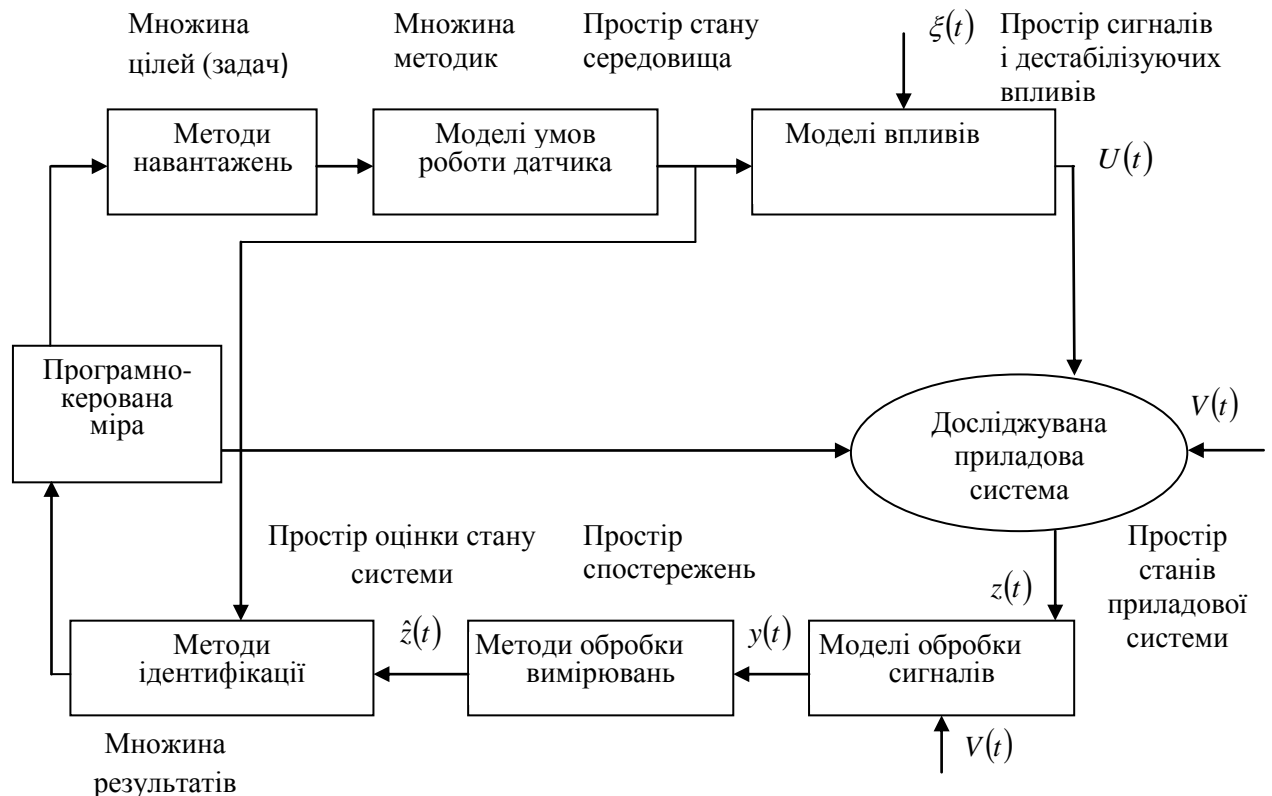 Множина
цілей (задач)
Множина
методик
Простір стану
середовища
ξ(t)
Простір сигналів
і дестабілізуючих
впливів
Методи
навантажень
Моделі умов
роботи датчика
Моделі впливів
U(t)
Програмно-
керована
міра
Досліджувана
приладова
система
V(t)
Простір оцінки стану
системи
Простір
спостережень
z(t)
Простір
станів
приладової
системи
Методи
ідентифікації
ẑ(t)
Методи обробки
вимірювань
y(t)
Моделі обробки
сигналів
V(t)
Множина
результатів